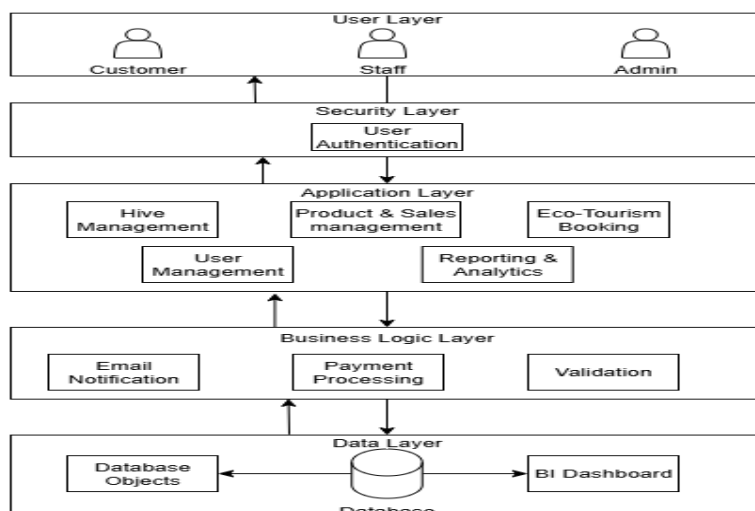 User Layer
Customer
Staff
Admin
Security Layer
User
Authentication
Application Layer
Hive
Management
Product & Sales
management
Eco-Tourism
Booking
User
Management
Reporting &
Analytics
Business Logic Layer
Email
Notification
Payment
Processing
Validation
Data Layer
Database
Objects
BI Dashboard
Database